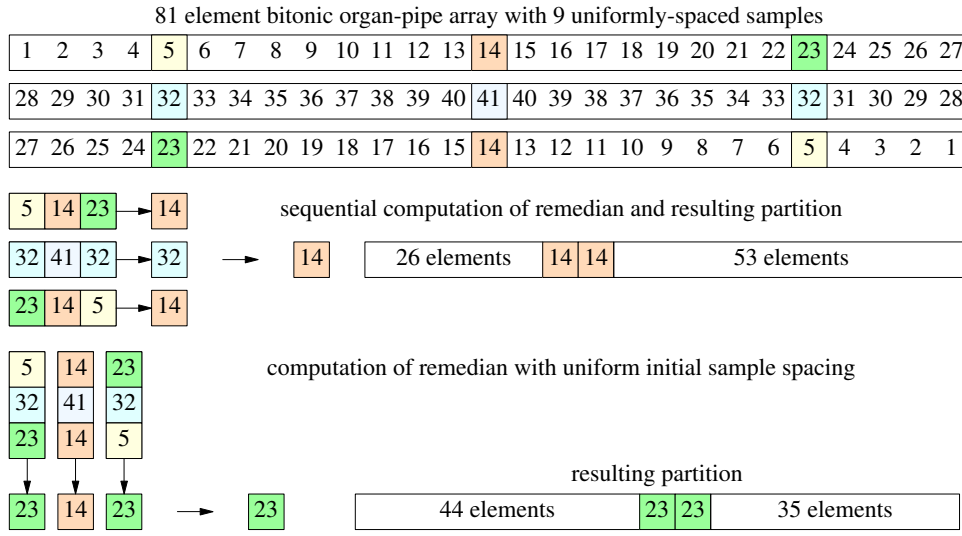 81 element bitonic organ-pipe array with 9 uniformly-spaced samples
1 2 3 4 5 6 7 8 9 10 11 12 13 14 15 16 17 18 19 20 21 22 23 24 25 26 27
28 29 30 31 32 33 34 35 36 37 38 39 40 41 40 39 38 37 36 35 34 33 32 31 30 29 28
27 26 25 24 23 22 21 20 19 18 17 16 15 14 13 12 11 10 9 8 7 6 5 4 3 2 1
5 14 23 14
sequential computation of remedian and resulting partition
32 41 32 32 14 26 elements 14 14 53 elements
23 14 5 14
5 14 23
computation of remedian with uniform initial sample spacing
32 41 32
23 14 5
resulting partition
23 14 23 23 44 elements 23 23 35 elements